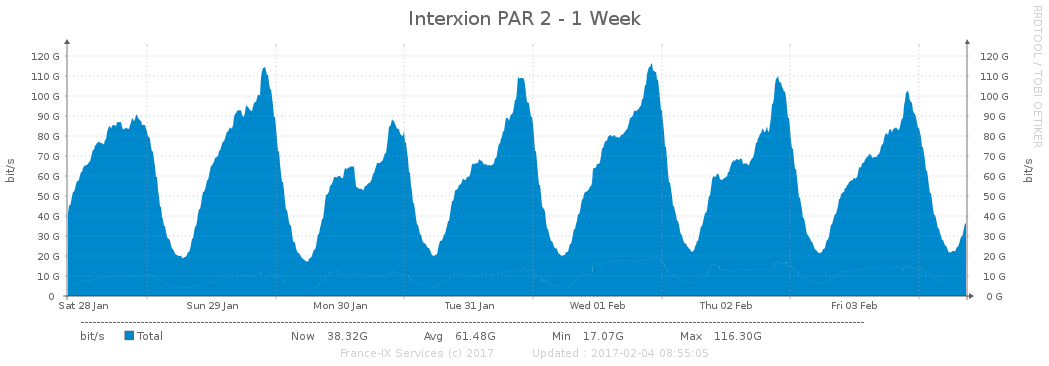 Interxion PAR 2 - 1 Week
RRDTOOL / TOBI OETIKER
120 G 120 G
110 G 110 G
100 G 100 G
90 G 90 G
80 G 80 G
70 G 70 G
60 G 60 G
50 G 50 G
40 G 40 G
30 G 30 G
20 G 20 G
10 G 10 G
0 0 G
bit/s
bit/s
Sat 28 Jan Sun 29 Jan Mon 30 Jan Tue 31 Jan Wed 01 Feb Thu 02 Feb Fri 03 Feb
bit/s Total Now 38.32G Avg 61.48G Min 17.07G Max 116.30G
France-IX Services (c) 2017 Updated : 2017-02-04 08:55:05